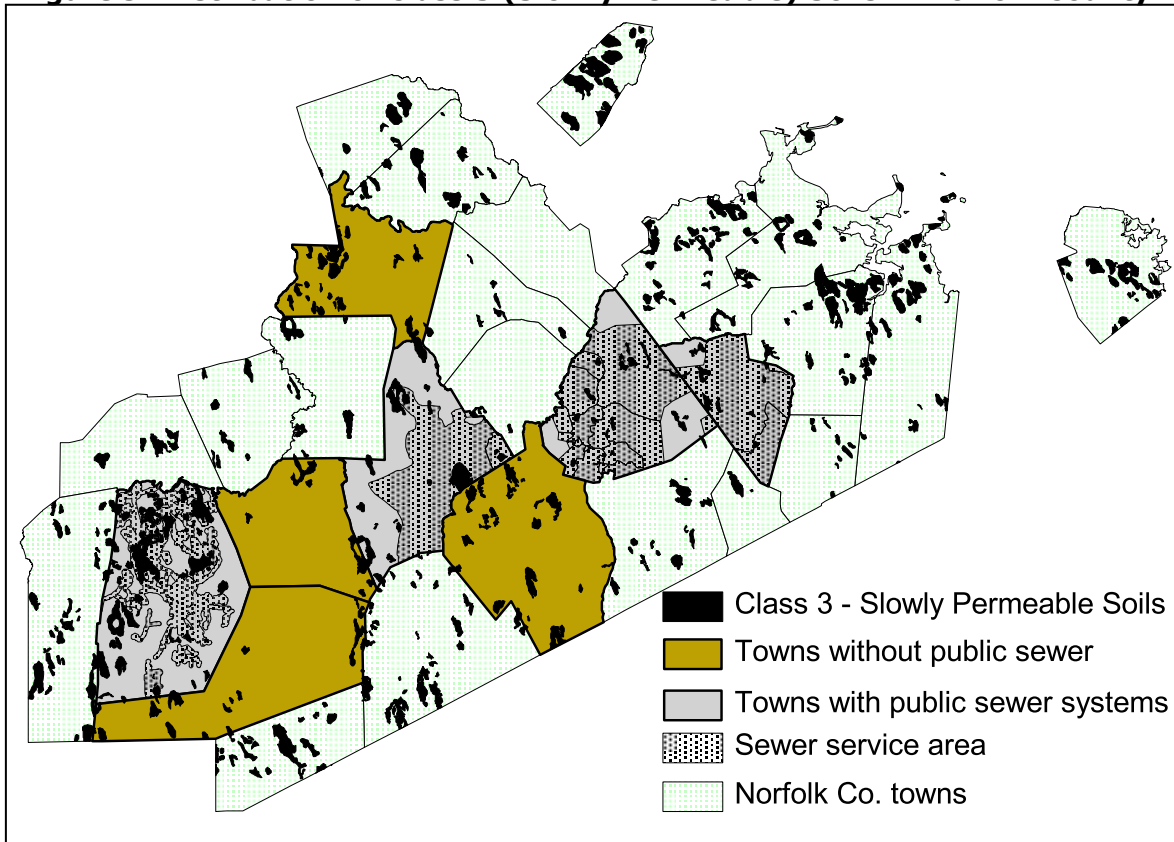 Class 3 - Slowly Permeable Soils
Towns without public sewer
Towns with public sewer systems
Sewer service area
Norfolk Co. towns